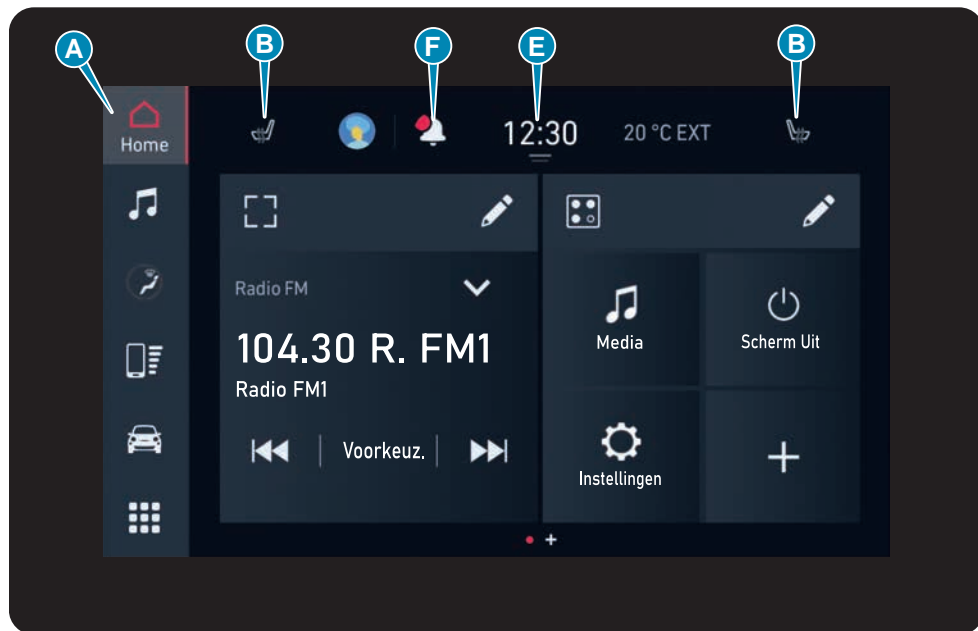 A
B
F
E
B
Home
12:30
20 °C EXT
Radio FM
104.30 R. FM1
Radio FM1
Voorkeuz.
Media
Scherm Uit
Instellingen